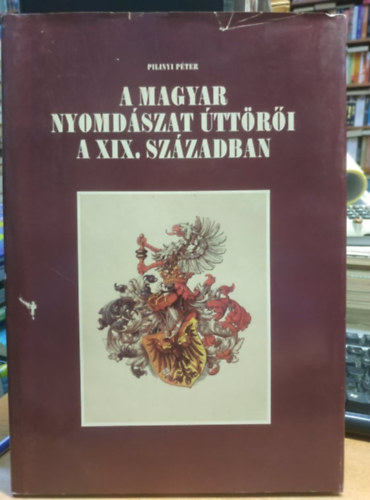 PILINYI PÉTER
A MAGYAR
NYOMDÁSZAT ÚTTÖRŐI
A XIX. SZÁZADBAN